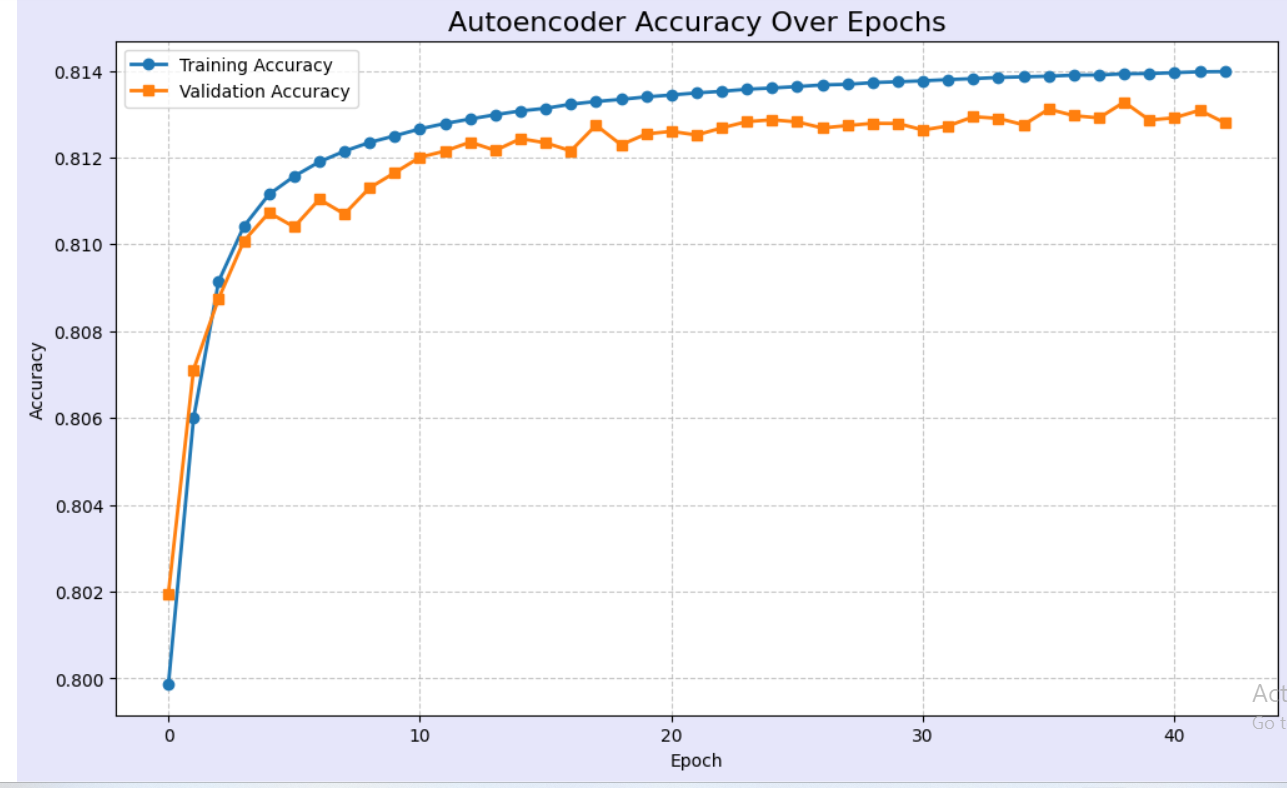 Autoencoder Accuracy Over Epochs
Training Accuracy
Validation Accuracy
0.814
0.812
0.810
0.808
0.806
0.804
0.802
0.800
Accuracy
0 10 20 30 40
Epoch